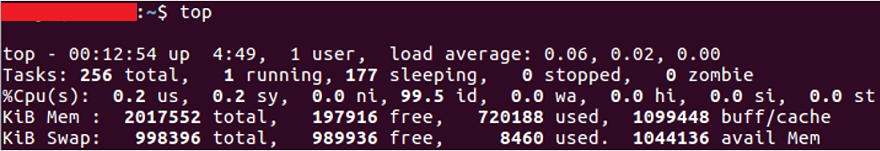 :~$ top
top - 00:12:54 up  4:49,  1 user,  load average: 0.06, 0.02, 0.00
Tasks: 256 total,   1 running, 177 sleeping,   0 stopped,   0 zombie
%Cpu(s):  0.2 us,  0.2 sy,  0.0 ni, 99.5 id,  0.0 wa,  0.0 hi,  0.0 si,  0.0 st
KiB Mem :  2017552 total,   197916 free,   720188 used,  1099448 buff/cache
KiB Swap:   998396 total,   989936 free,     8460 used.  1044136 avail Mem